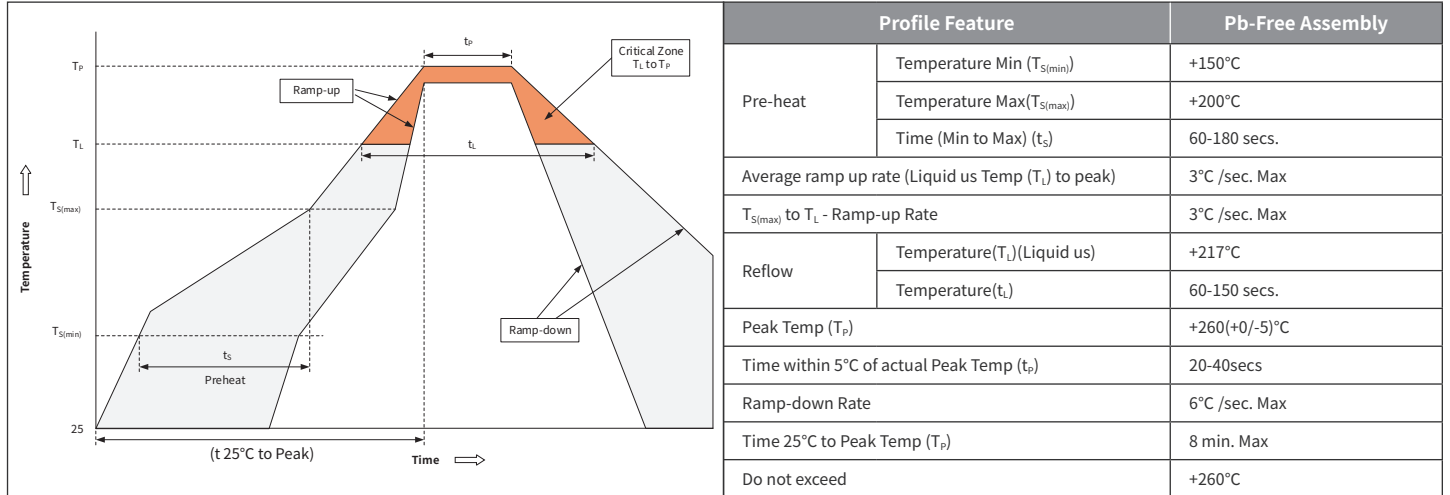 tP
Critical Zone
TL to TP
TP
Ramp-up
TL
tL
TS(max)
Temperature
TS(min)
Ramp-down
tS
Preheat
25
(t 25°C to Peak)
Time
Profile Feature Pb-Free Assembly
Pre-heat
Temperature Min (TS(min)) +150°C
Temperature Max(TS(max)) +200°C
Time (Min to Max) (tS) 60-180 secs.
Average ramp up rate (Liquid us Temp (TL) to peak) 3°C /sec. Max
TS(max) to TL - Ramp-up Rate 3°C /sec. Max
Reflow
Temperature(TL)(Liquid us) +217°C
Temperature(tL) 60-150 secs.
Peak Temp (TP) +260(+0/-5)°C
Time within 5°C of actual Peak Temp (tP) 20-40secs
Ramp-down Rate 6°C /sec. Max
Time 25°C to Peak Temp (TP) 8 min. Max
Do not exceed +260°C